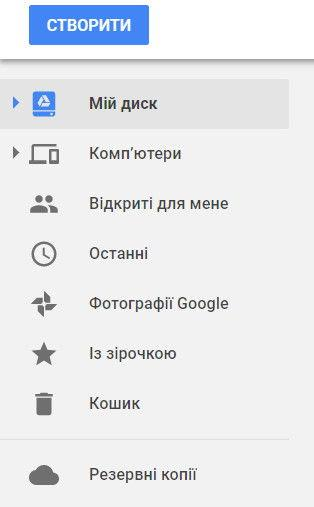 СТВОРИТИ
Мій диск
Комп’ютери
Відкриті для мене
Останні
Фотографії Google
Із зірочкою
Кошик
Резервні копії